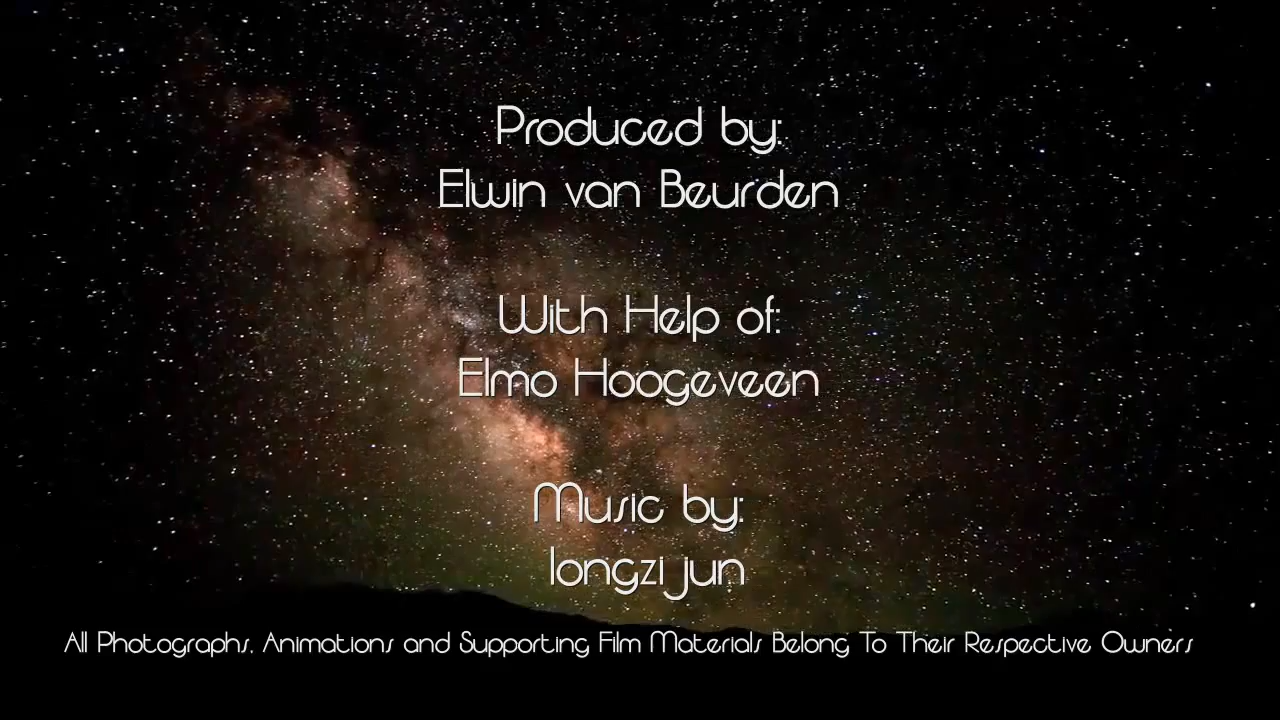 Produced by:
Elwin van Beurden
With Help of:
Elmo Hoogeveen
Music by:
longzi jun
All Photographs, Animations and Supporting Film Materials Belong To Their Respective Owners